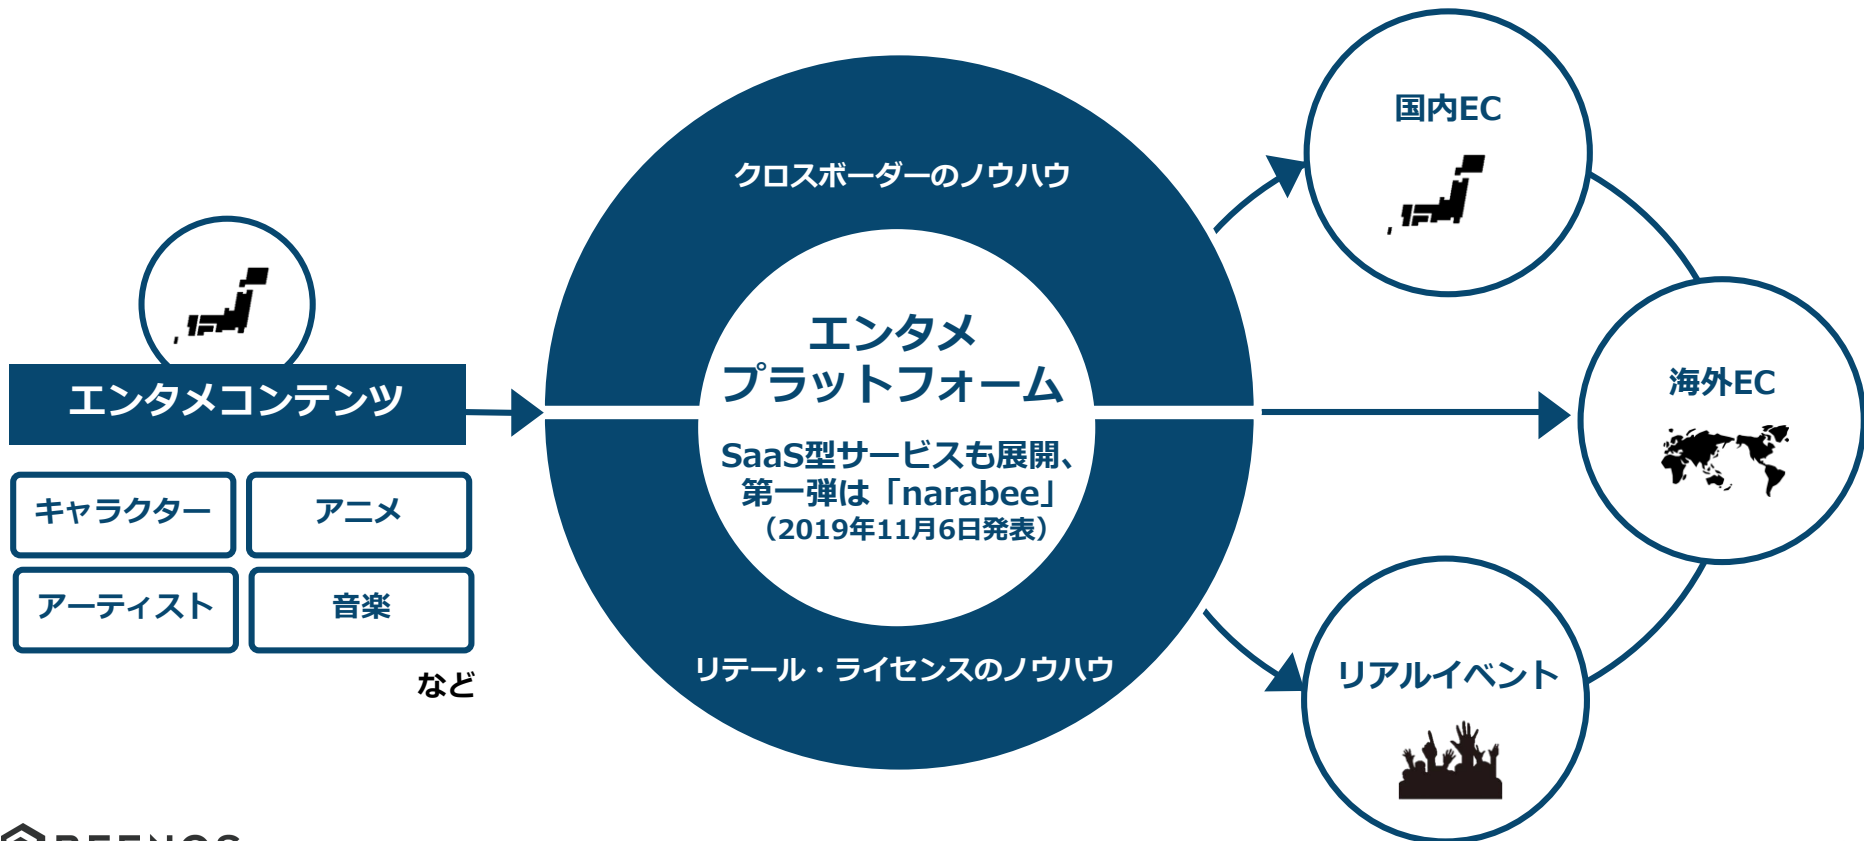 エンタメコンテンツ
キャラクター
アニメ
アーティスト
音楽
など
クロスボーダーのノウハウ
エンタメ
プラットフォーム
SaaS型サービスも展開、
第一弾は「narabee」
（2019年11月6日発表）
リテール・ライセンスのノウハウ
国内EC
海外EC
リアルイベント
BEENOS